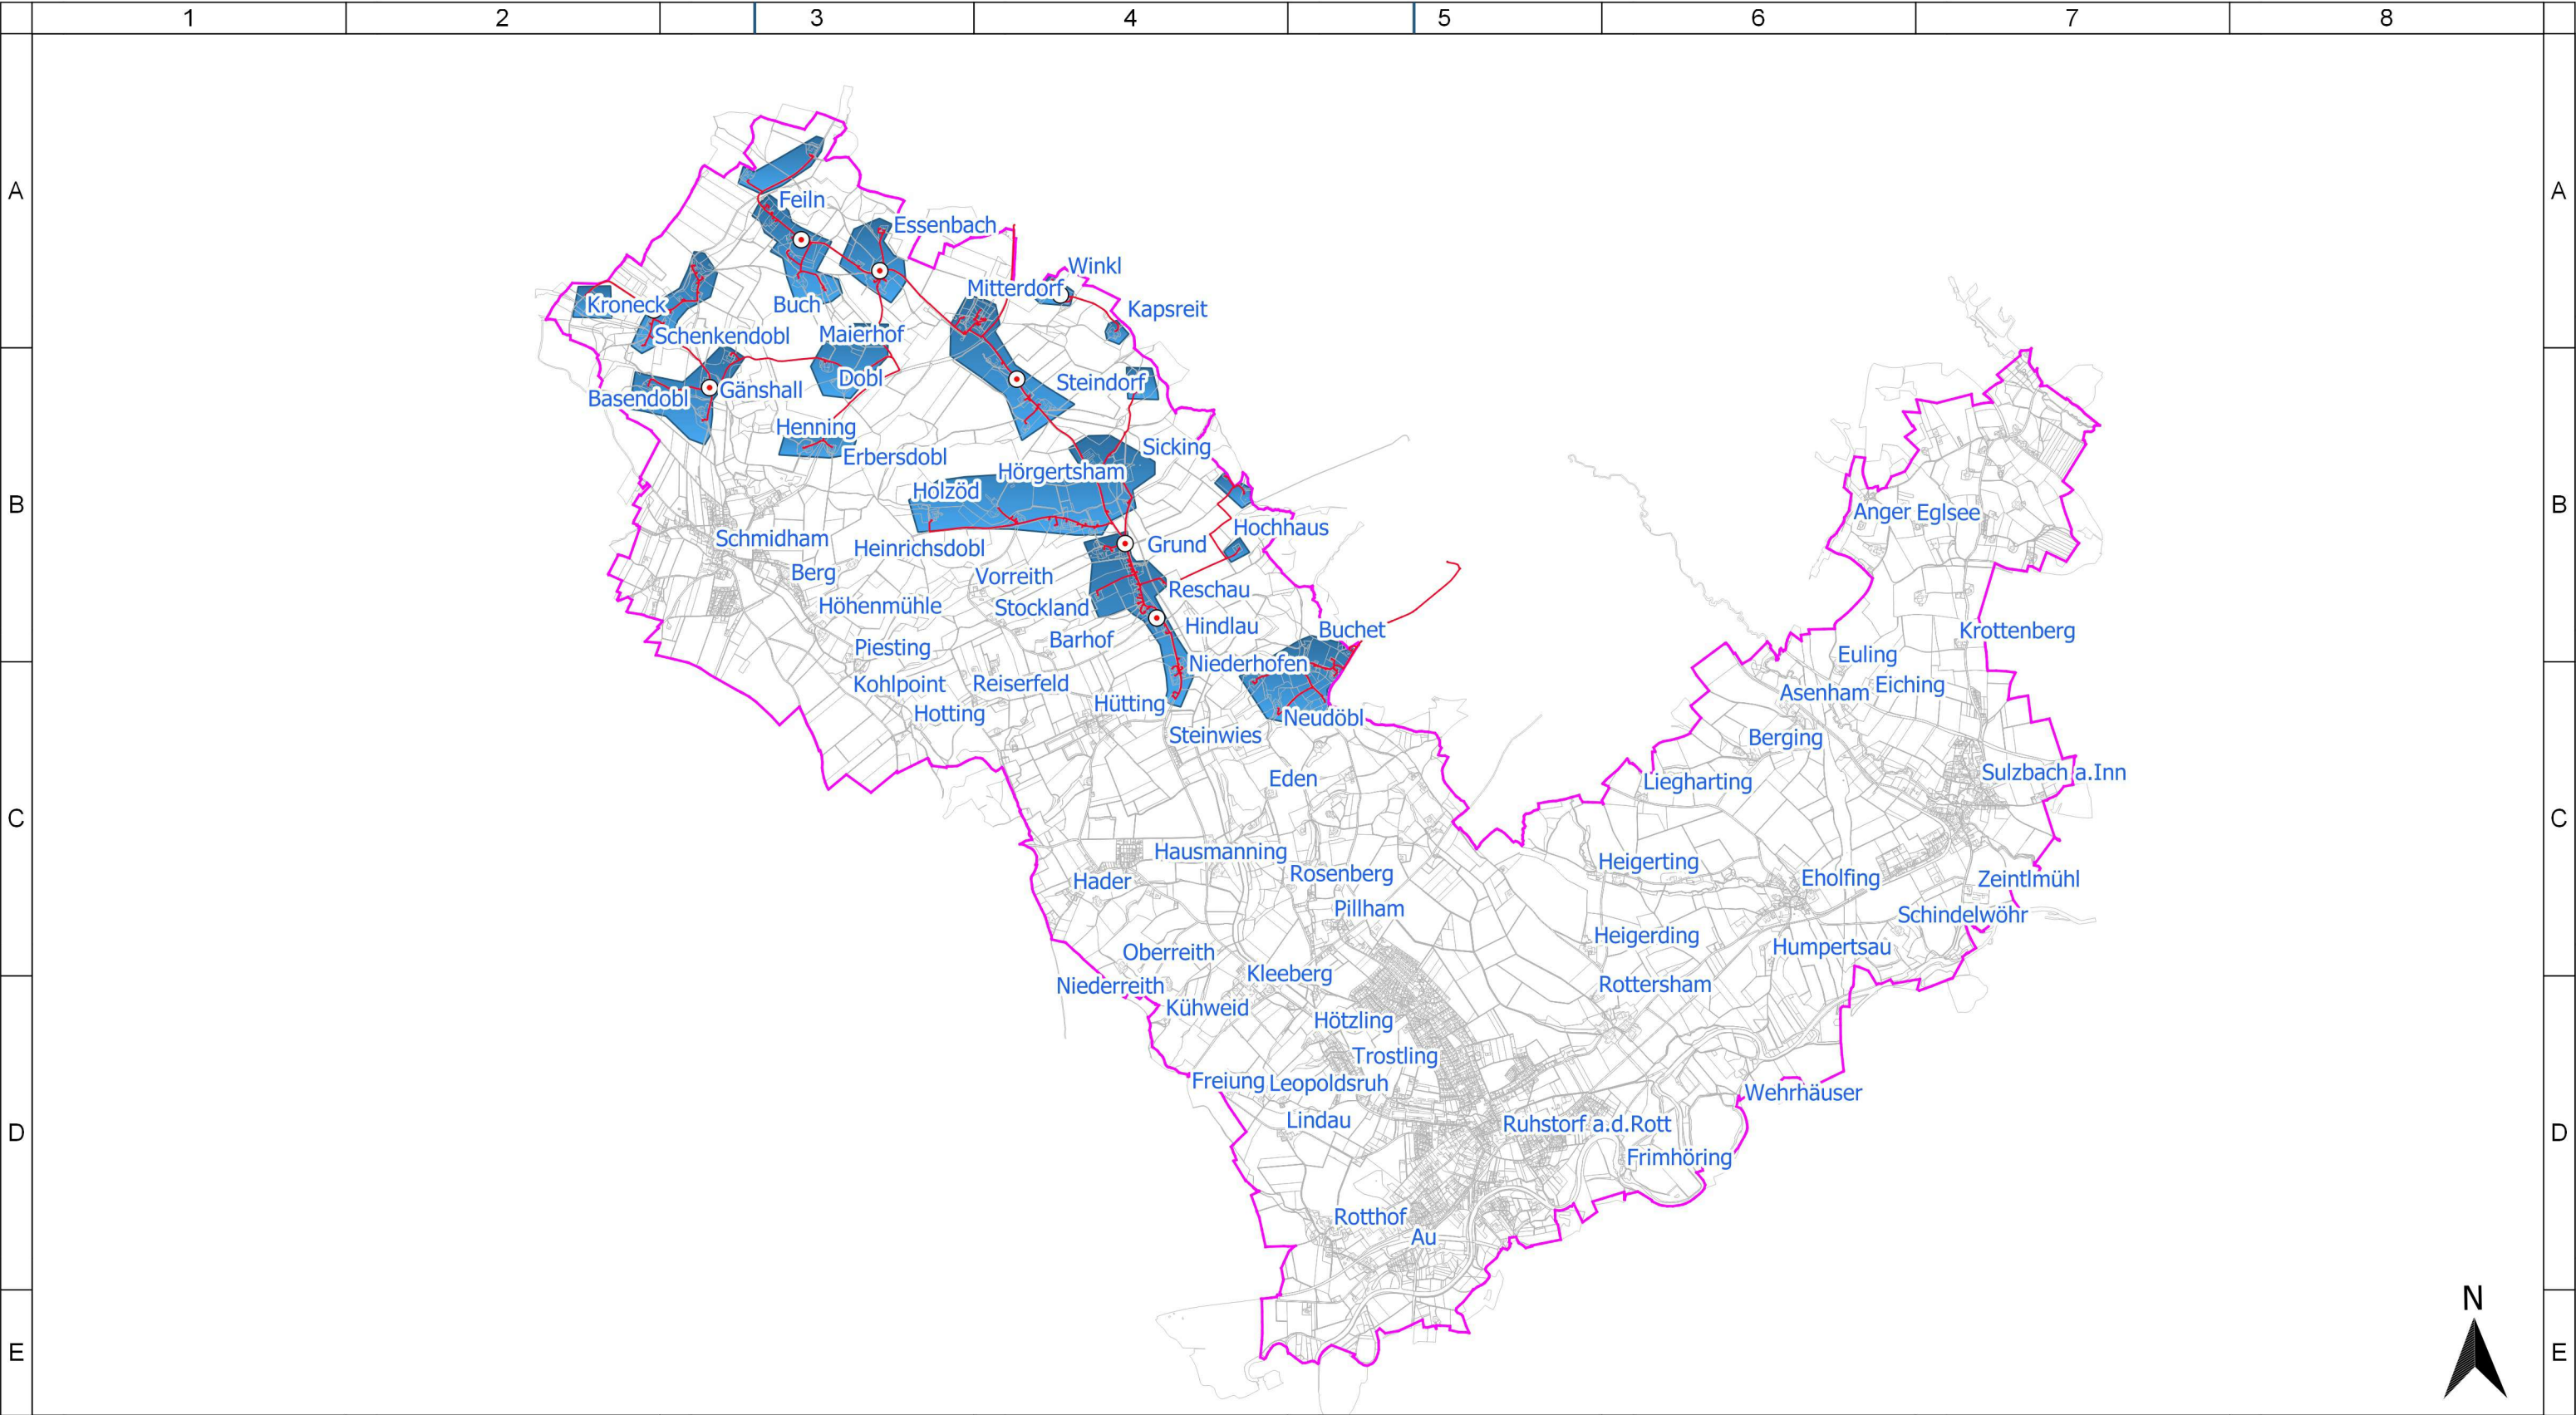 1 2 3 4 5 6 7 8
A A
Feiln
Essenbach
Winkl
Mitterdorf
Kroneck
Buch
Kapsreit
Schenkendobl
Maierhof
B B
Dobl
Steindorf
Gänshall
Basendobl
Henning
Sicking
Erbersdobl
Hörgertsham
Holzöd
Anger
Eglsee
Hochhaus
Schmidham
Grund
Heinrichsdobl
Berg
Vorreith
Reschau
Höhenmühle
Stockland
Hindlau
Buchet
Krottenberg
Barhof
Piesting
Euling
Niederhofen
Kohlpoint
Reiserfeld
Eiching
Asenham
Hütting
Hotting
Neudöbl
Steinwies
Berging
Sulzbach a.Inn
Eden
Liegharting
C C
Hausmanning
Heigerting
Rosenberg
Eholfing
Zeintlmühl
Hader
Pillham
Schindelwöhr
Heigerding
Humpertsau
Oberreith
Kleeberg
Rottersham
Niederreith
Kühweid
Hötzling
Trostling
Freiung
Leopoldsruh
Wehrhäuser
Lindau
Ruhstorf a.d.Rott
D D
Frimhöring
Rotthof
Au
N
E E